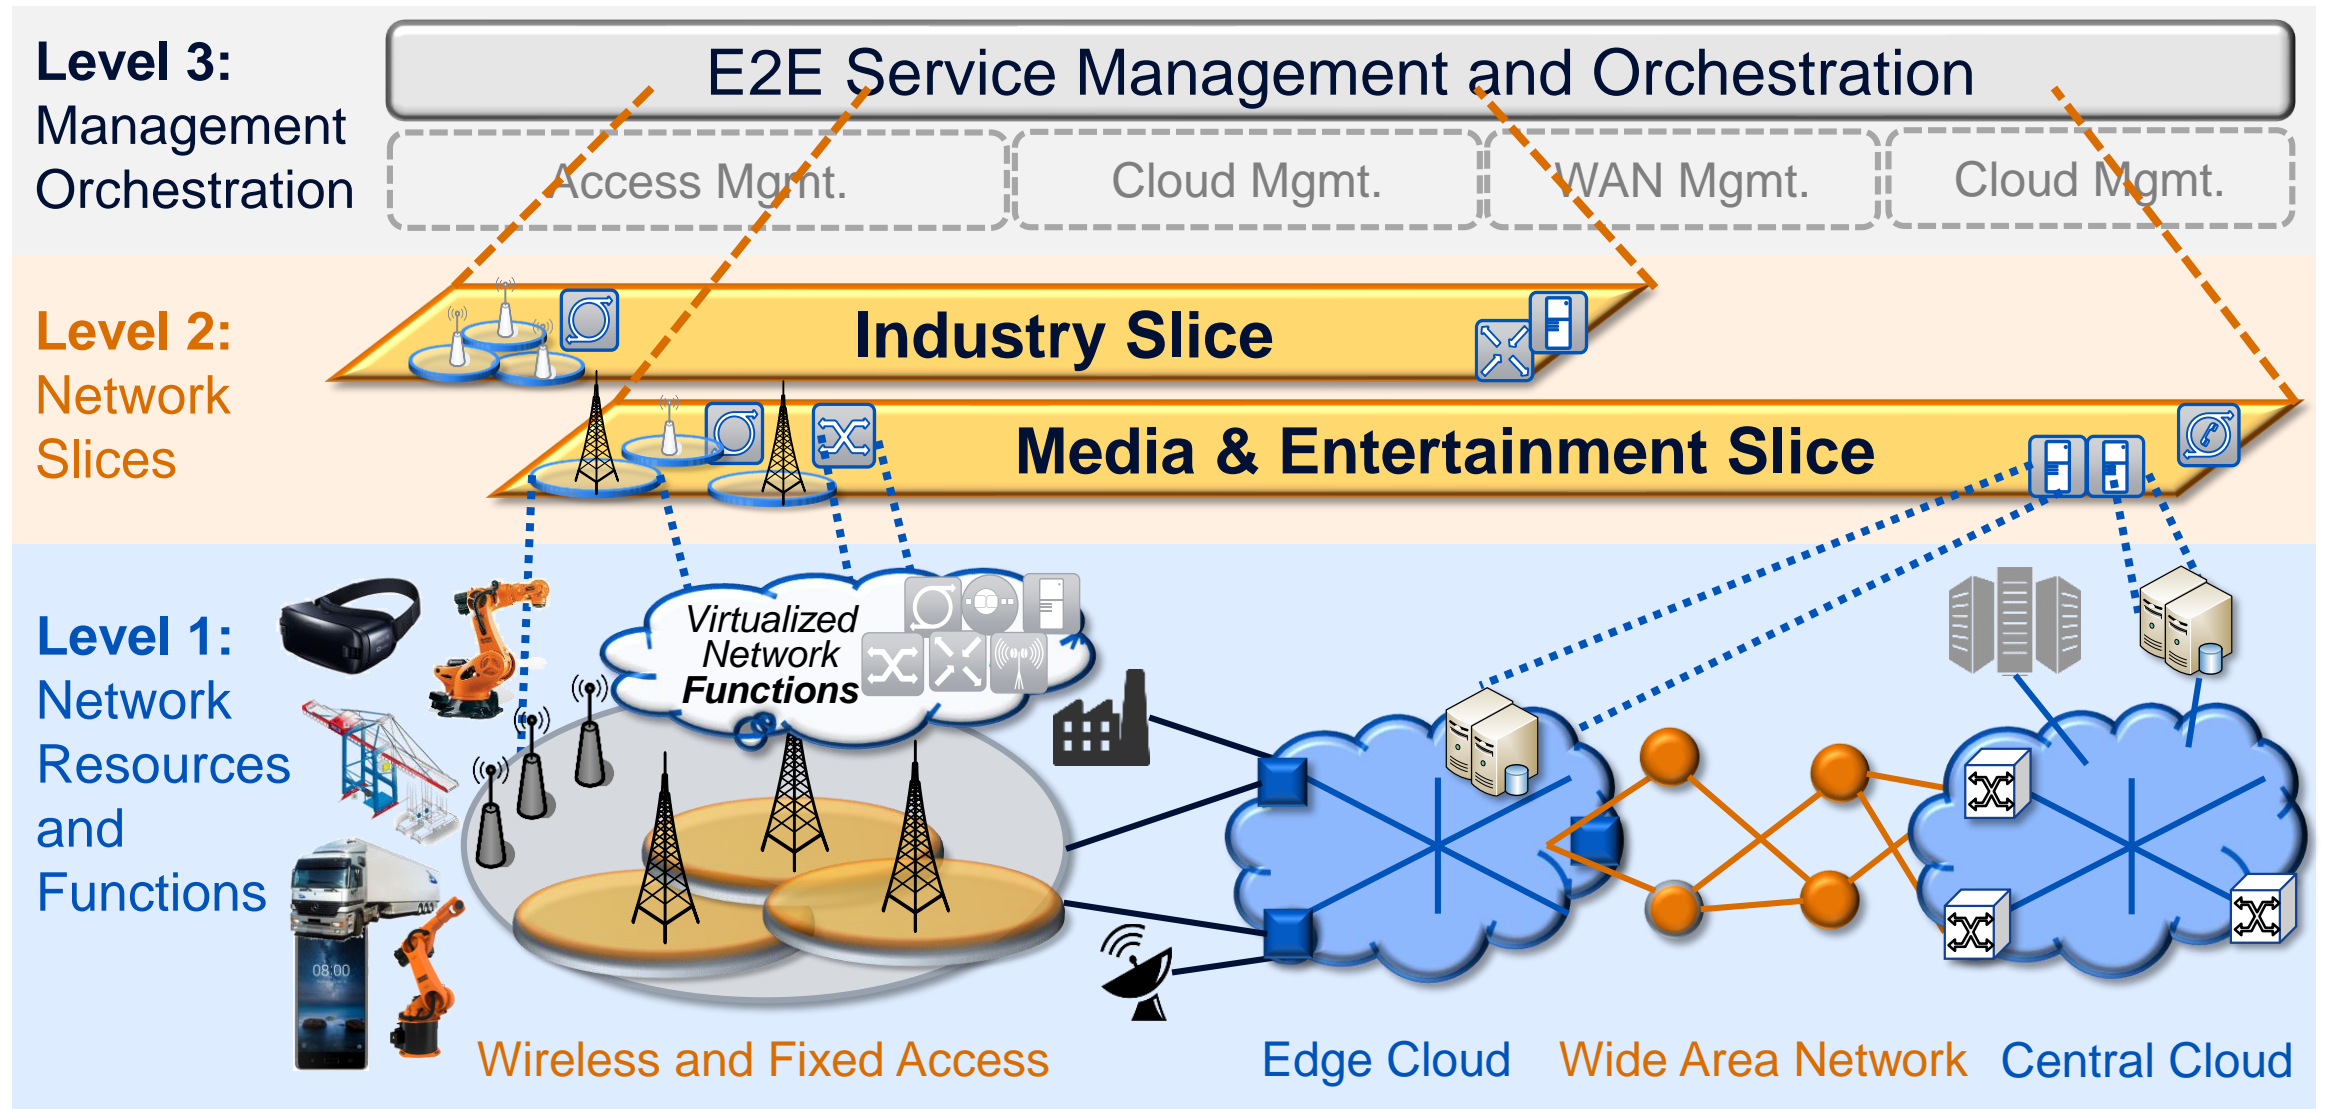 Level 3:
Management
Orchestration
E2E Service Management and Orchestration
Access Mgmt.
Cloud Mgmt.
WAN Mgmt.
Cloud Mgmt.
Level 2:
Network
Slices
Industry Slice
Media & Entertainment Slice
Level 1:
Network
Resources
and
Functions
Virtualized
Network
Functions
08:00
Wireless and Fixed Access
Edge Cloud
Wide Area Network
Central Cloud